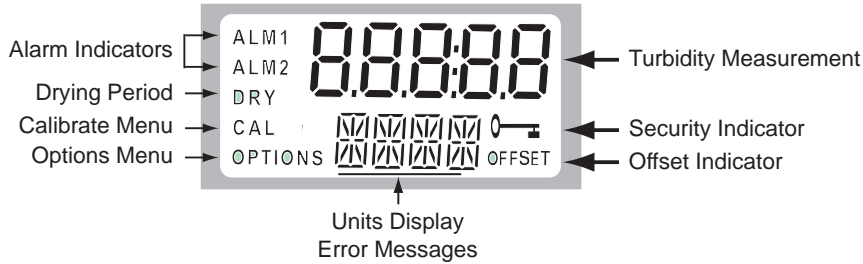 Alarm Indicators
Drying Period
Calibrate Menu
Options Menu
ALM1
ALM2
DRY
CAL
OPTIONS
88888
OFFSET
Turbidity Measurement
Security Indicator
Offset Indicator
Units Display
Error Messages